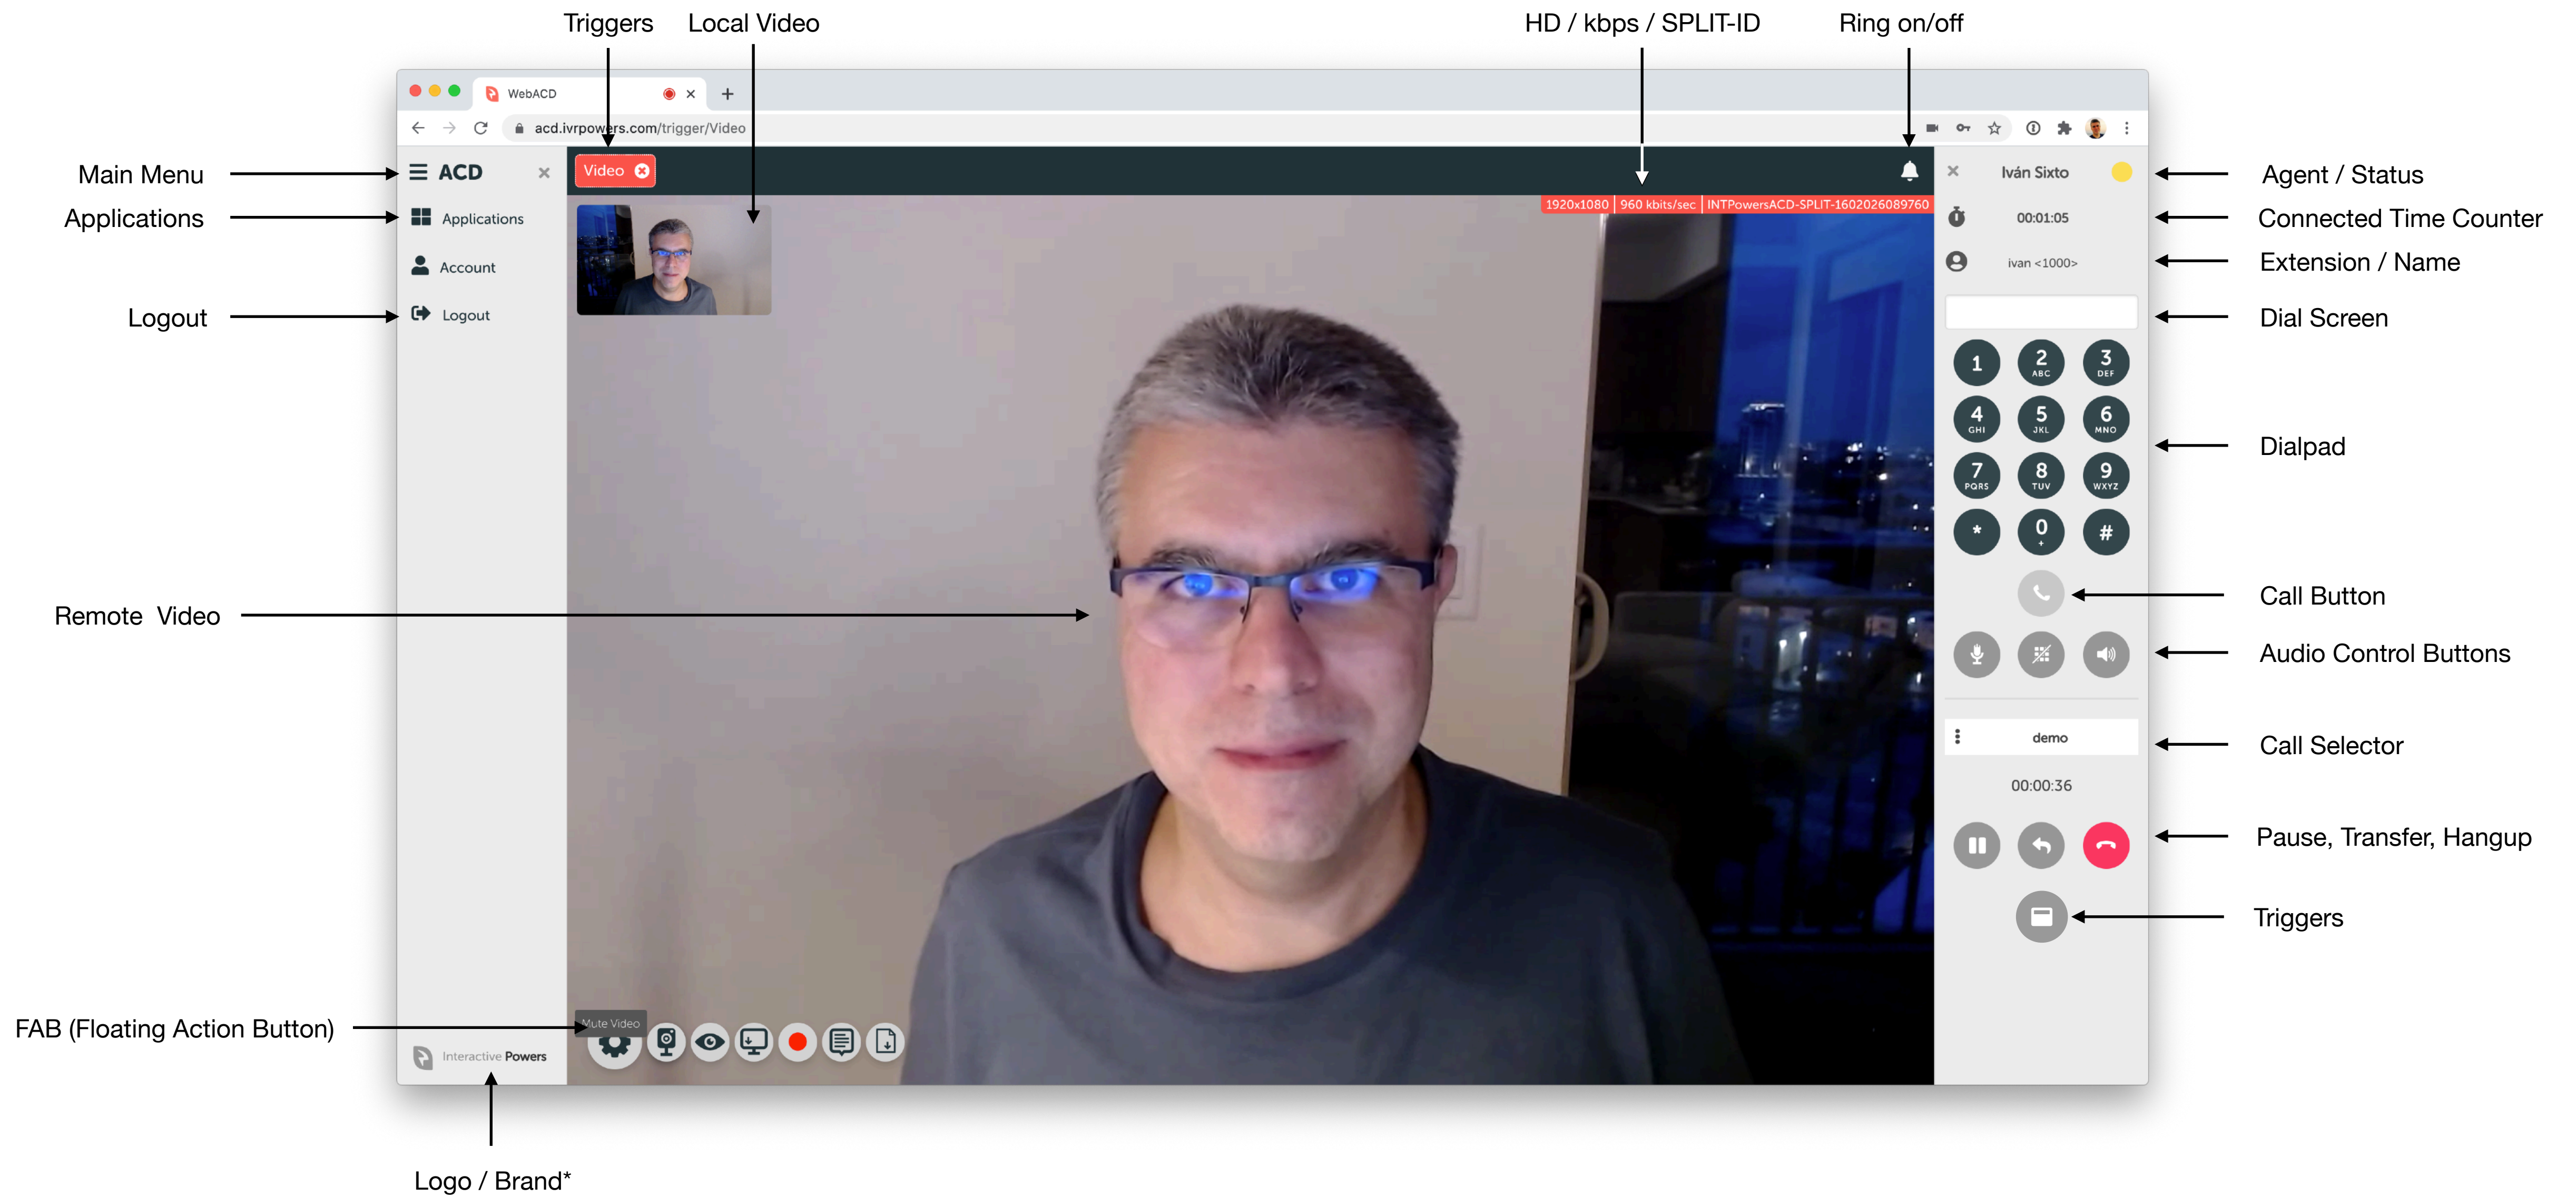 Triggers
Local Video
HD / kbps / SPLIT-ID
Ring on/off
WebACD
acd.ivrpowers.com/trigger/Video
Main Menu
ACD
Video
Iván Sixto
Agent / Status
1920x1080 | 960 kbits/sec | INTPowersACD-SPLIT-1602026089760
Applications
Applications
00:01:05
Connected Time Counter
Account
ivan <1000>
Extension / Name
Logout
Logout
Dial Screen
1
2 ABC
3 DEF
4 GHI
5 JKL
6 MNO
Dialpad
7 PQRS
8 TUV
9 WXYZ
*
0 +
#
Remote Video
Call Button
Audio Control Buttons
demo
Call Selector
00:00:36
Pause, Transfer, Hangup
Triggers
FAB (Floating Action Button)
Mute Video
Interactive Powers
Logo / Brand*